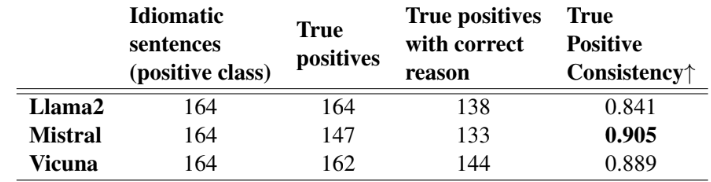 Idiomatic sentences (positive class) True positives True positives with correct reason True Positive Consistency↑
Llama2 164 164 138 0.841
Mistral 164 147 133 0.905
Vicuna 164 162 144 0.889